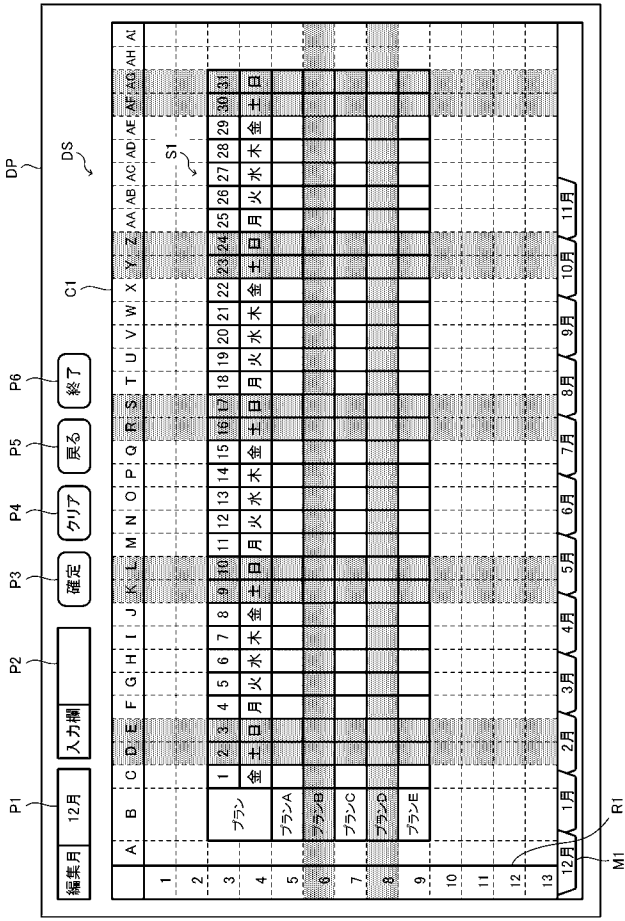 DP
DS
C1
S1
P1 P2 P3 P4 P5 P6
編集月 12月 入力欄 確定 クリア 戻る 終了
A B C D E F G H I J K L M N O P Q R S T U V W X Y Z AA AB AC AD AE AF AG AH AI
1
2
3 プラン 1 2 3 4 5 6 7 8 9 10 11 12 13 14 15 16 17 18 19 20 21 22 23 24 25 26 27 28 29 30 31
4 金 土 日 月 火 水 木 金 土 日 月 火 水 木 金 土 日 月 火 水 木 金 土 日 月 火 水 木 金 土 日
5 プランA
6 プランB
7 プランC
8 プランD
9 プランE
10
11
12
13
12月 1月 2月 3月 4月 5月 6月 7月 8月 9月 10月 11月
M1 R1